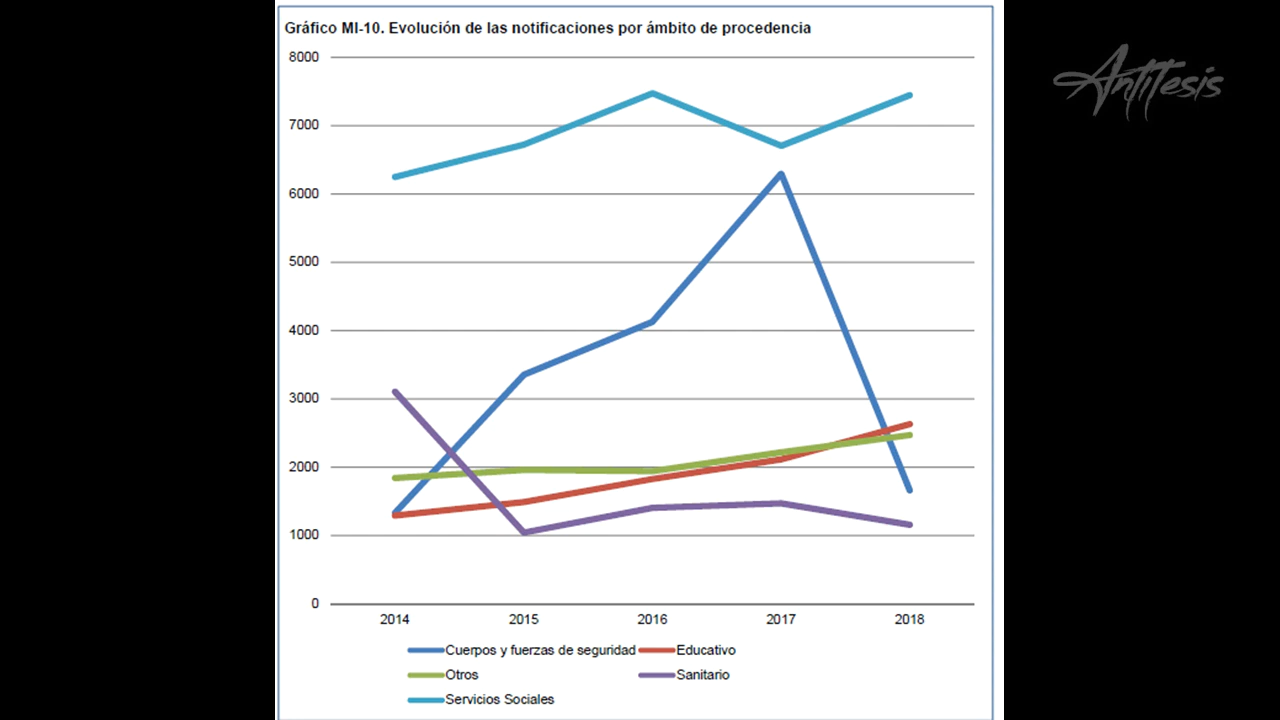 Gráfico MI-10. Evolución de las notificaciones por ámbito de procedencia
Antítesis
8000
7000
6000
5000
4000
3000
2000
1000
0
2014 2015 2016 2017 2018
Cuerpos y fuerzas de seguridad Educativo
Otros Sanitario
Servicios Sociales